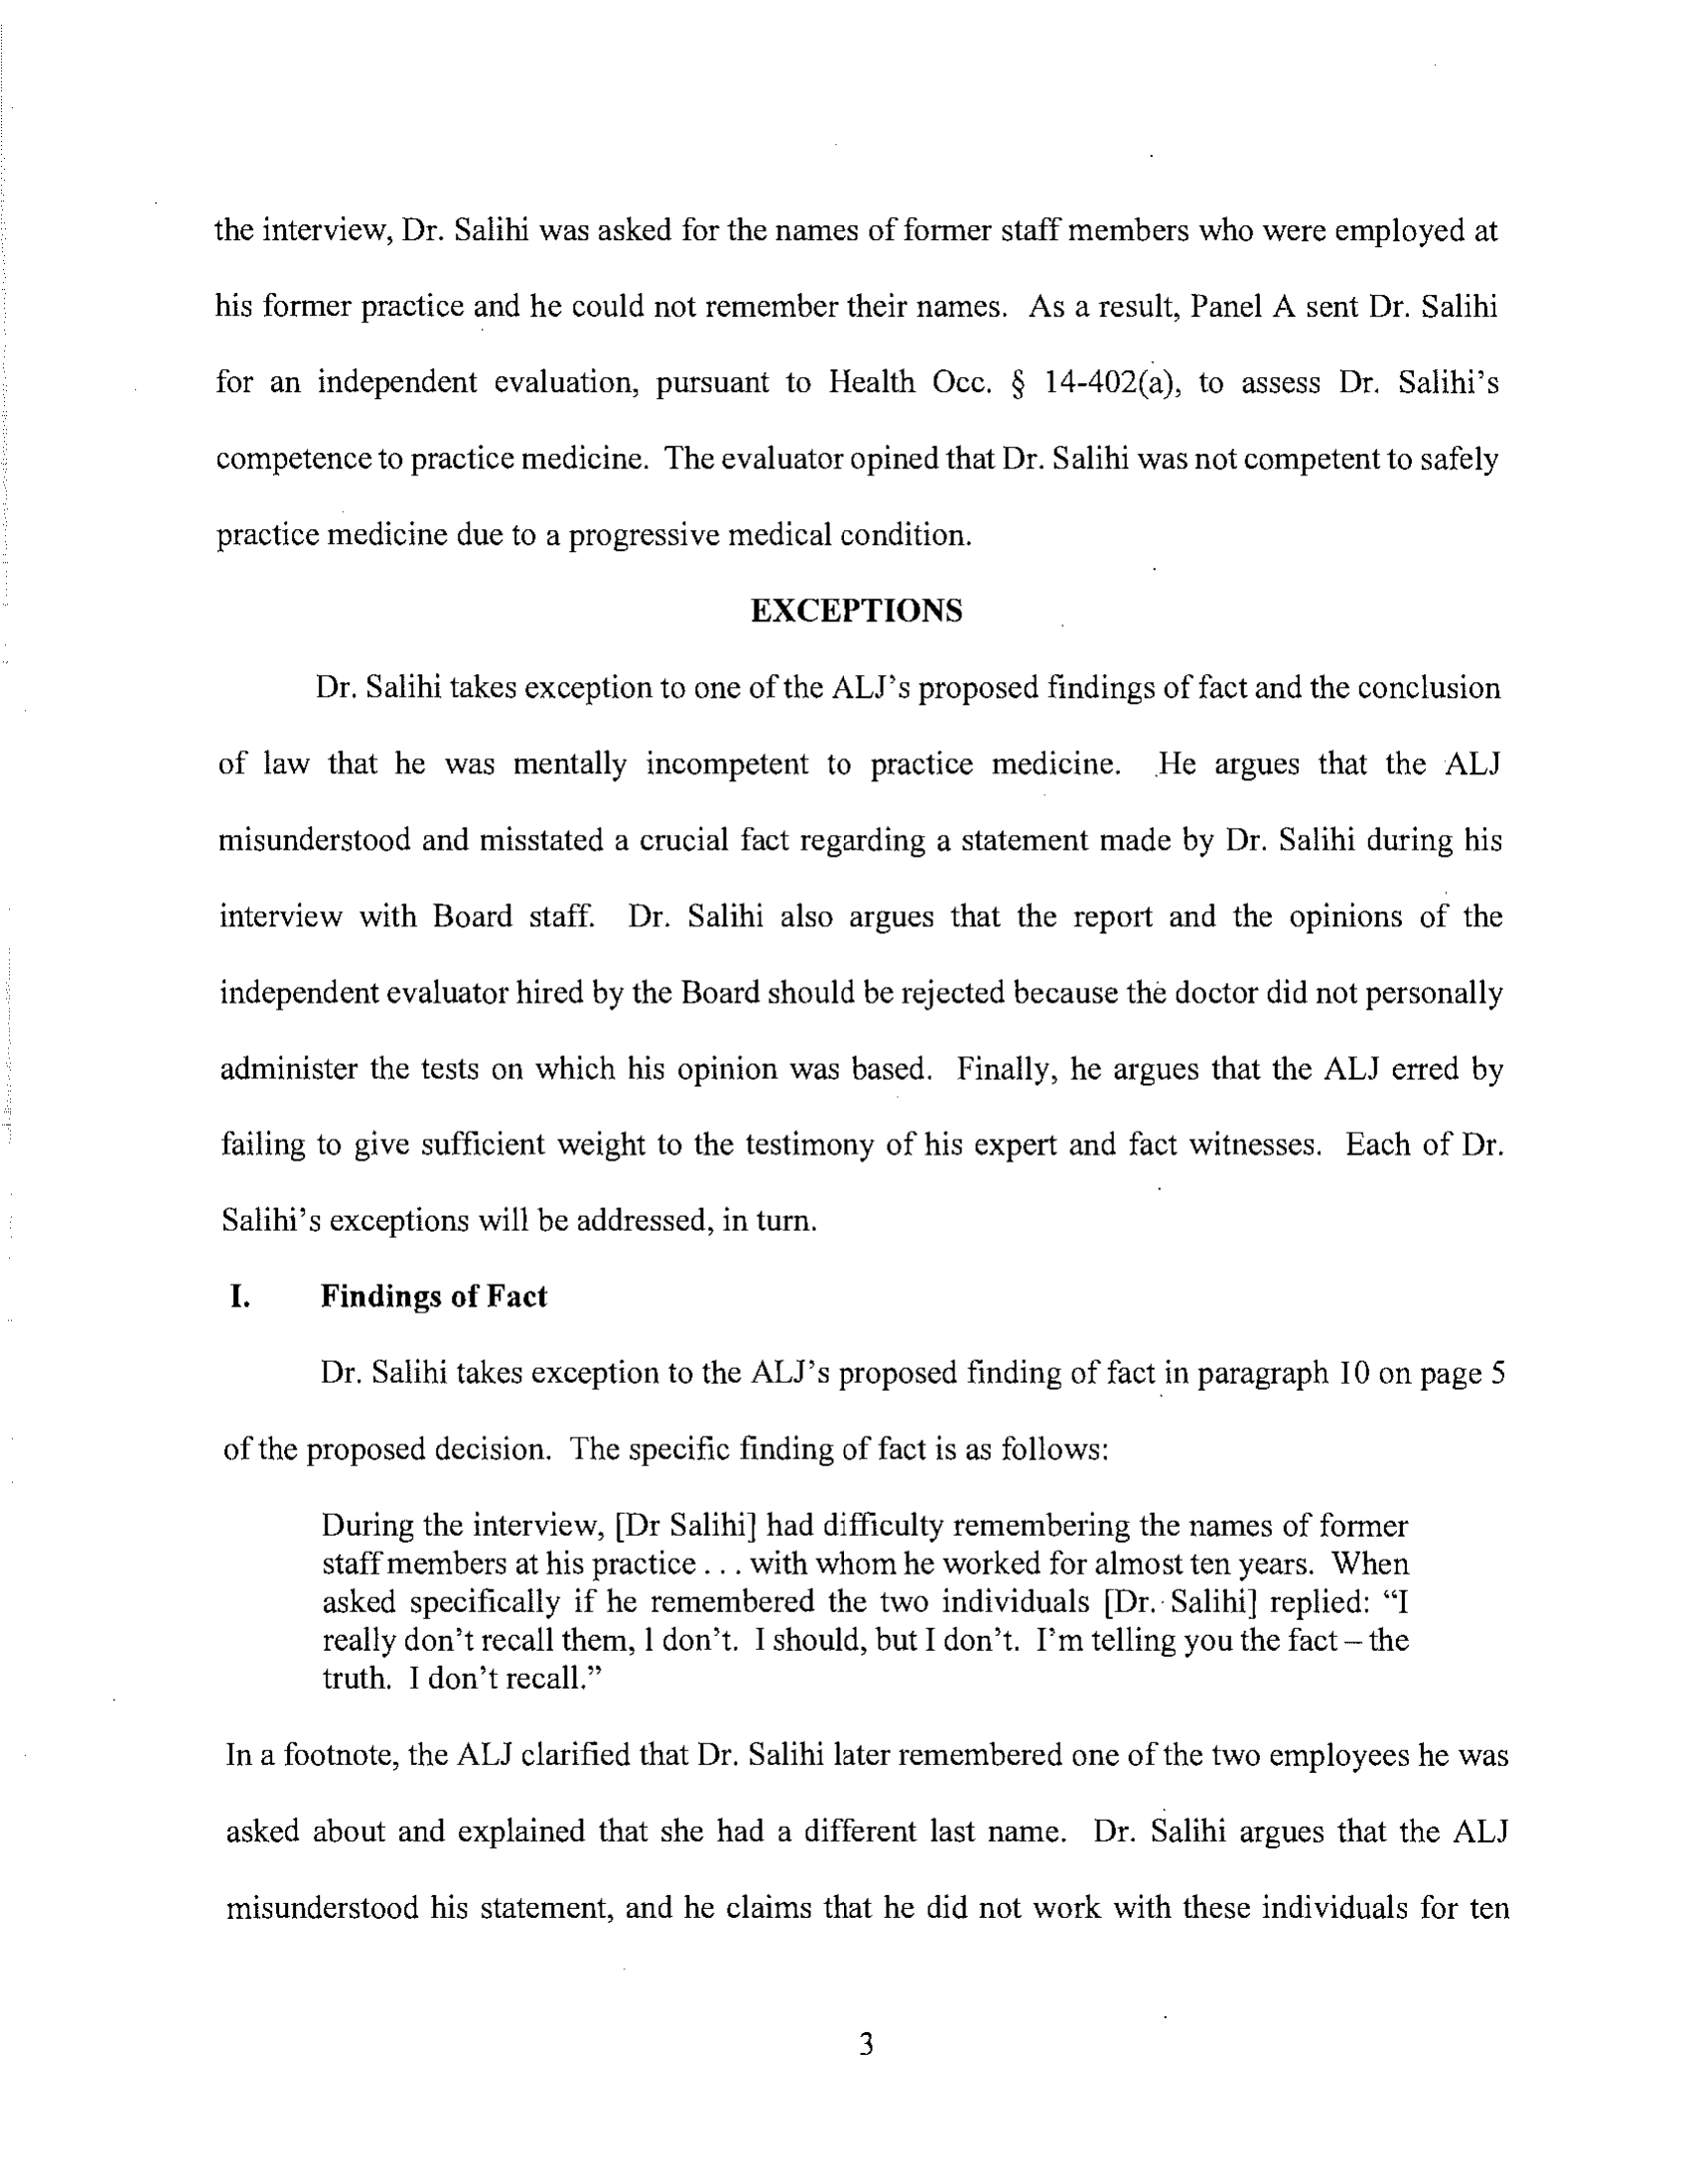 the interview, Dr. Salihi was asked for the names of former staff members who were employed at
his former practice and he could not remember their names. As a result, Panel A sent Dr. Salihi
for an independent evaluation, pursuant to Health Occ. § 14-402(a), to assess Dr. Salihi's
competence to practice medicine. The evaluator opined that Dr. Salihi was not competent to safely
practice medicine due to a progressive medical condition.
EXCEPTIONS
Dr. Salihi takes exception to one of the ALJ's proposed findings of fact and the conclusion
of law that he was mentally incompetent to practice medicine. He argues that the ALJ
misunderstood and misstated a crucial fact regarding a statement made by Dr. Salihi during his
interview with Board staff. Dr. Salihi also argues that the report and the opinions of the
independent evaluator hired by the Board should be rejected because the doctor did not personally
administer the tests on which his opinion was based. Finally, he argues that the ALJ erred by
failing to give sufficient weight to the testimony of his expert and fact witnesses. Each of Dr.
Salihi's exceptions will be addressed, in turn.
I. Findings of Fact
Dr. Salihi takes exception to the ALJ's proposed finding of fact in paragraph 10 on page 5
of the proposed decision. The specific finding of fact is as follows:
During the interview, [Dr Salihi] had difficulty remembering the names of former
staff members at his practice . . . with whom he worked for almost ten years. When
asked specifically if he remembered the two individuals [Dr. Salihi] replied: “I
really don't recall them, I don't. I should, but I don't. I'm telling you the fact – the
truth. I don't recall.”
In a footnote, the ALJ clarified that Dr. Salihi later remembered one of the two employees he was
asked about and explained that she had a different last name. Dr. Salihi argues that the ALJ
misunderstood his statement, and he claims that he did not work with these individuals for ten
3